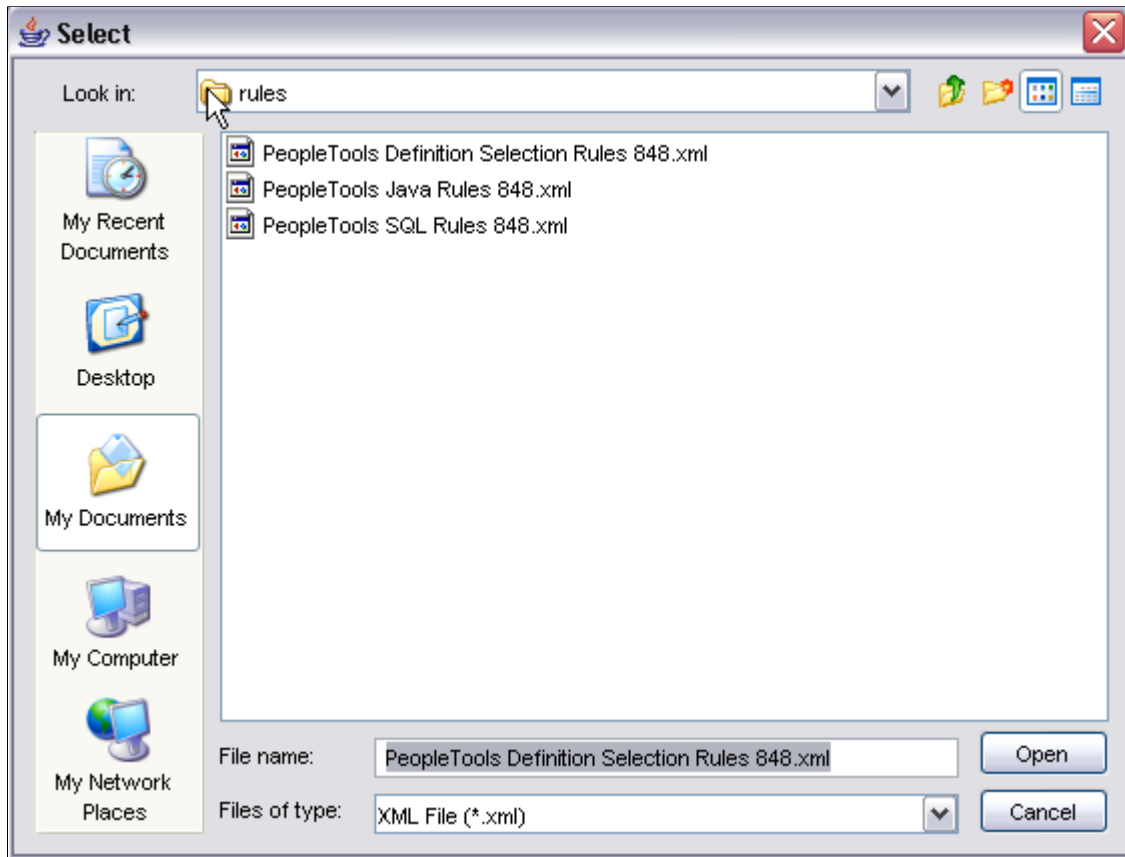 Select
Look in:
rules
PeopleTools Definition Selection Rules 848.xml
PeopleTools Java Rules 848.xml
PeopleTools SQL Rules 848.xml
My Recent
Documents
Desktop
My Documents
My Computer
My Network
Places
File name:
PeopleTools Definition Selection Rules 848.xml
Open
Files of type:
XML File (*.xml)
Cancel